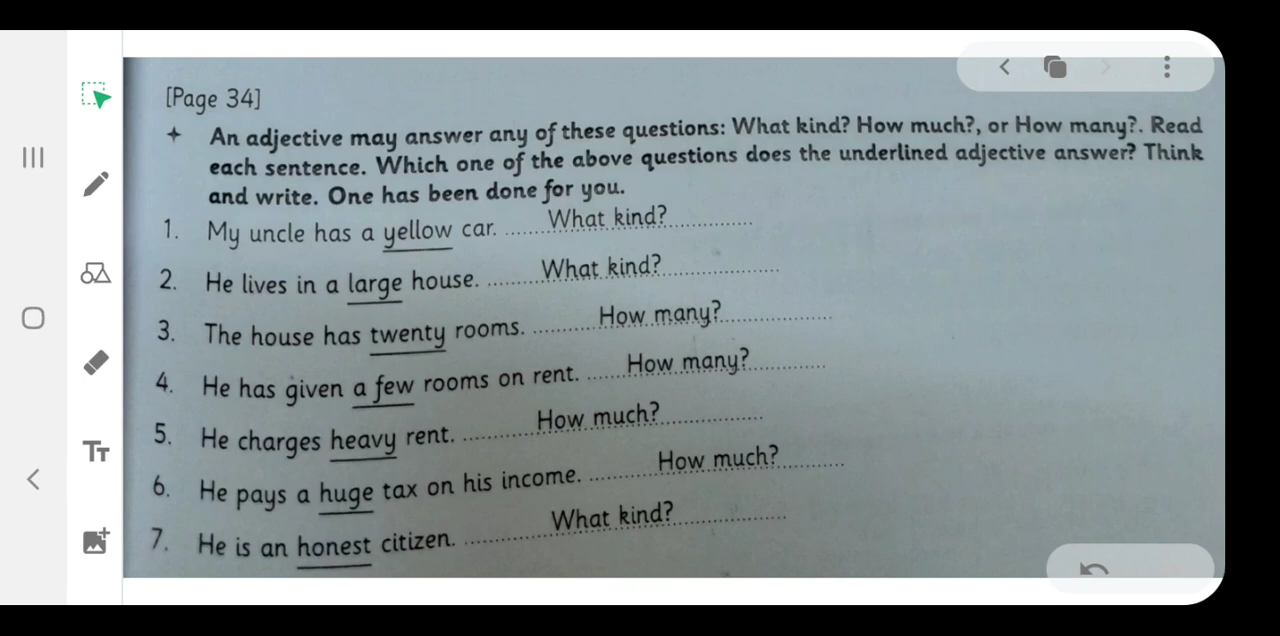 [Page 34]
+ An adjective may answer any of these questions: What kind? How much?, or How many?. Read
each sentence. Which one of the above questions does the underlined adjective answer? Think
and write. One has been done for you.
1. My uncle has a yellow car. ......What kind?............
2. He lives in a large house. ......What kind?................
3. The house has twenty rooms. .........How many?...............
4. He has given a few rooms on rent. ......How many?.............
5. He charges heavy rent. ...........How much?.................
6. He pays a huge tax on his income. ..........How much?..........
7. He is an honest citizen. .............What kind?.................
Tт